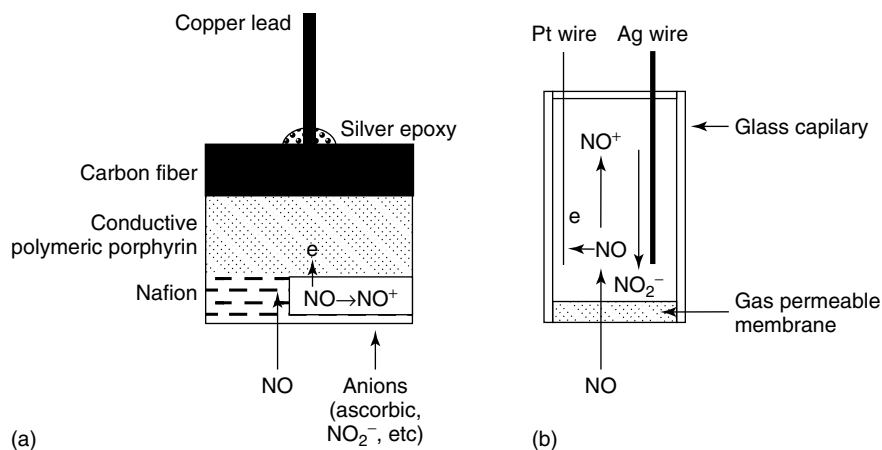 Copper lead
Silver epoxy
Carbon fiber
Conductive
polymeric porphyrin
e
Nafion
NO→NO⁺
NO
Anions
(ascorbic,
NO₂⁻, etc)
(a)
Pt wire
Ag wire
Glass capilary
NO⁺
e
NO
NO₂⁻
Gas permeable
membrane
NO
(b)